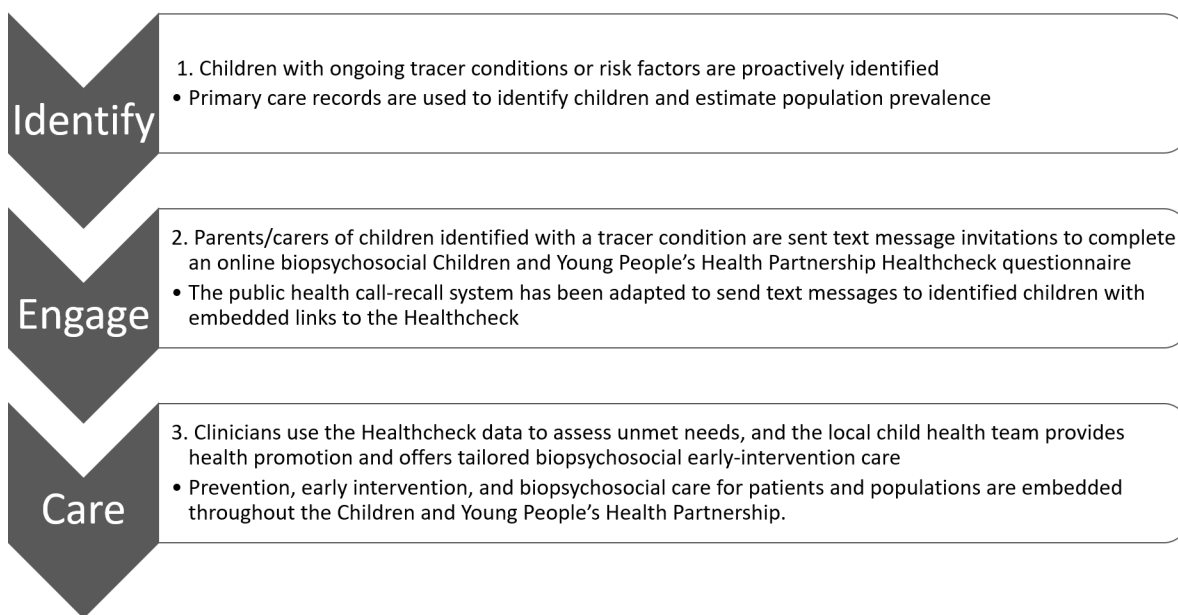 Identify
1. Children with ongoing tracer conditions or risk factors are proactively identified
• Primary care records are used to identify children and estimate population prevalence
Engage
2. Parents/carers of children identified with a tracer condition are sent text message invitations to complete
an online biopsychosocial Children and Young People's Health Partnership Healthcheck questionnaire
• The public health call-recall system has been adapted to send text messages to identified children with
embedded links to the Healthcheck
Care
3. Clinicians use the Healthcheck data to assess unmet needs, and the local child health team provides
health promotion and offers tailored biopsychosocial early-intervention care
• Prevention, early intervention, and biopsychosocial care for patients and populations are embedded
throughout the Children and Young People's Health Partnership.